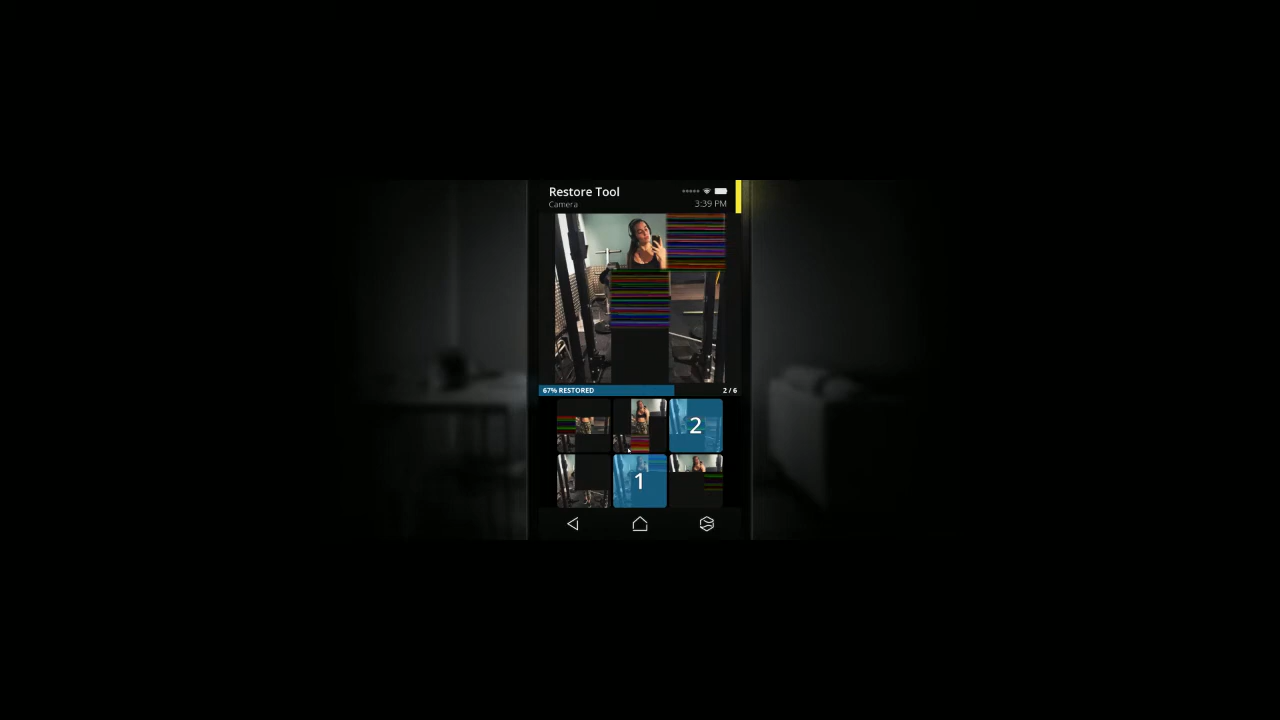 Restore Tool
Camera
3:39 PM
67% RESTORED
2 / 6
2
1